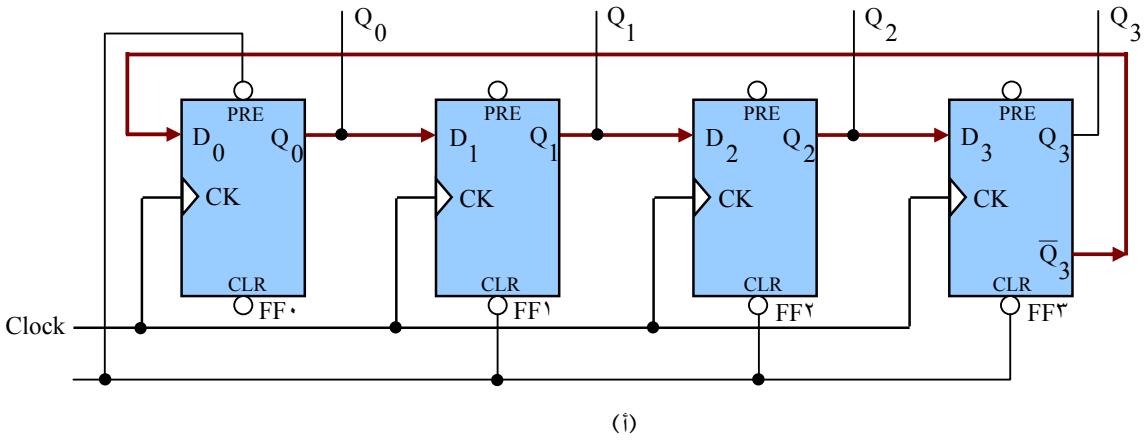 Q0 Q1 Q2 Q3
PRE PRE PRE PRE
D0 Q0 D1 Q1 D2 Q2 D3 Q3
CK CK CK CK
Q̅3
CLR CLR CLR CLR
FF٠ FF١ FF٢ FF٣
Clock
(أ)